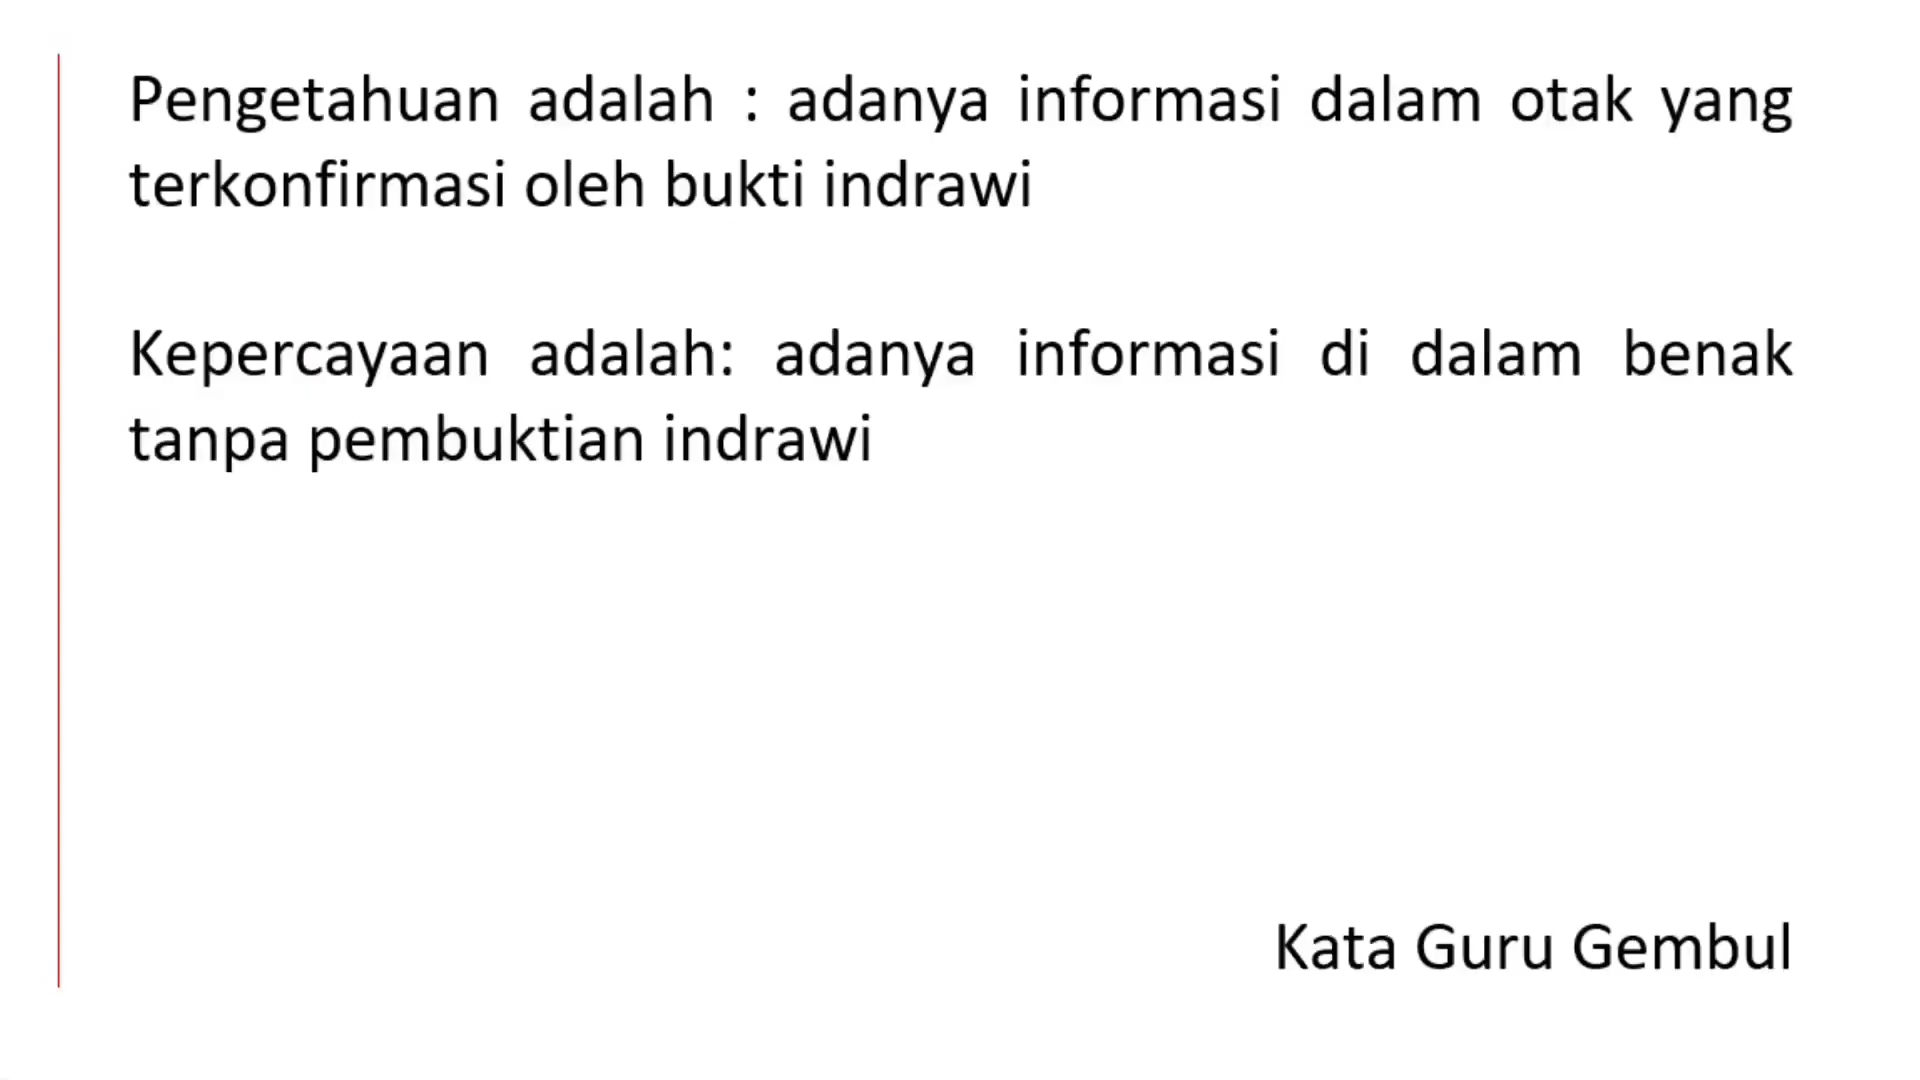 Pengetahuan adalah : adanya informasi dalam otak yang
terkonfirmasi oleh bukti indrawi
Kepercayaan adalah: adanya informasi di dalam benak
tanpa pembuktian indrawi
Kata Guru Gembul